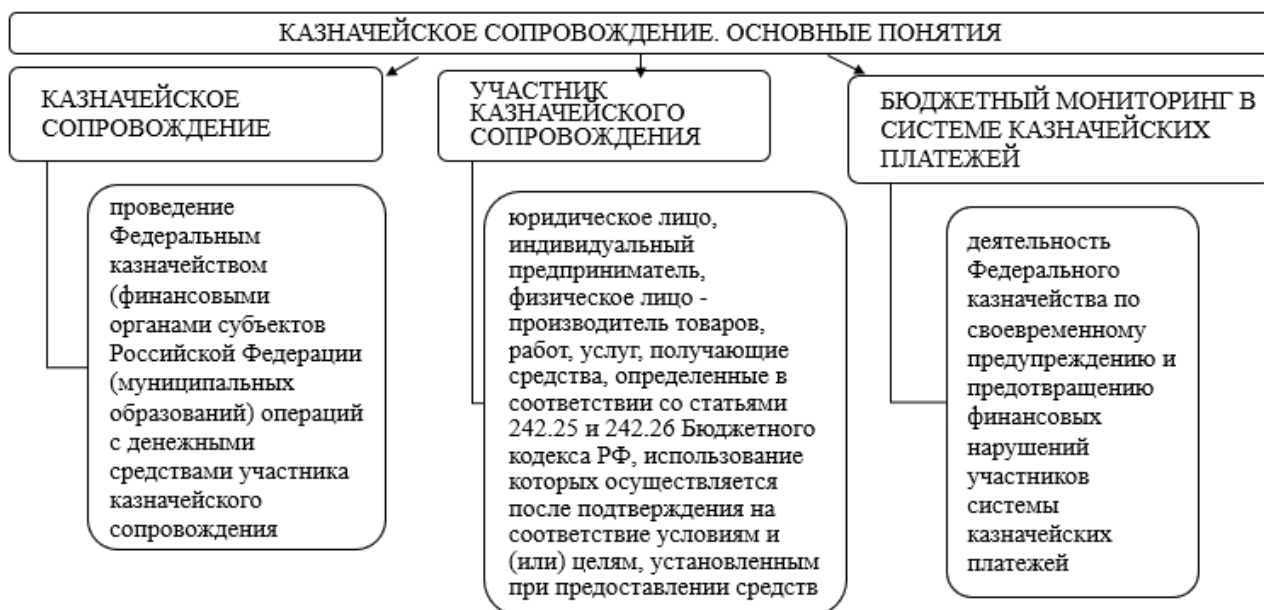 КАЗНАЧЕЙСКОЕ СОПРОВОЖДЕНИЕ. ОСНОВНЫЕ ПОНЯТИЯ
КАЗНАЧЕЙСКОЕ
СОПРОВОЖДЕНИЕ
проведение
Федеральным
казначейством
(финансовыми
органами субъектов
Российской Федерации
(муниципальных
образований) операций
с денежными
средствами участника
казначейского
сопровождения
УЧАСТНИК
КАЗНАЧЕЙСКОГО
СОПРОВОЖДЕНИЯ
юридическое лицо,
индивидуальный
предприниматель,
физическое лицо -
производитель товаров,
работ, услуг, получающие
средства, определенные в
соответствии со статьями
242.25 и 242.26 Бюджетного
кодекса РФ, использование
которых осуществляется
после подтверждения на
соответствие условиям и
(или) целям, установленным
при предоставлении средств
БЮДЖЕТНЫЙ МОНИТОРИНГ В
СИСТЕМЕ КАЗНАЧЕЙСКИХ
ПЛАТЕЖЕЙ
деятельность
Федерального
казначейства по
своевременному
предупреждению и
предотвращению
финансовых
нарушений
участников
системы
казначейских
платежей